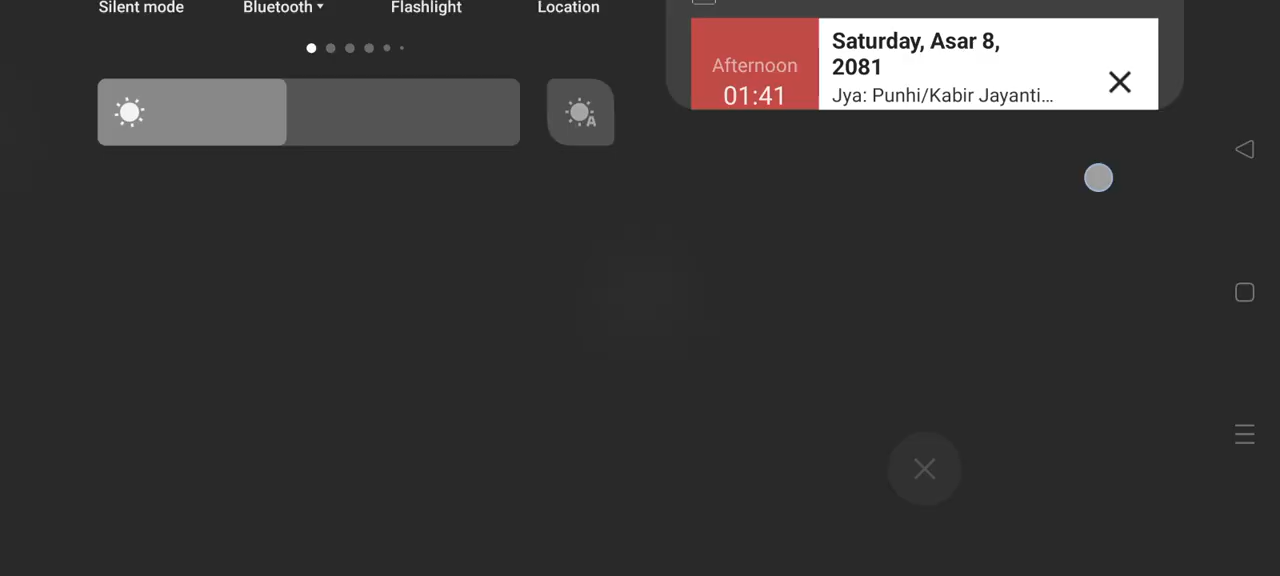 Silent mode
Bluetooth
Flashlight
Location
A
Afternoon
01:41
Saturday, Asar 8,
2081
Jya: Punhi/Kabir Jayanti...